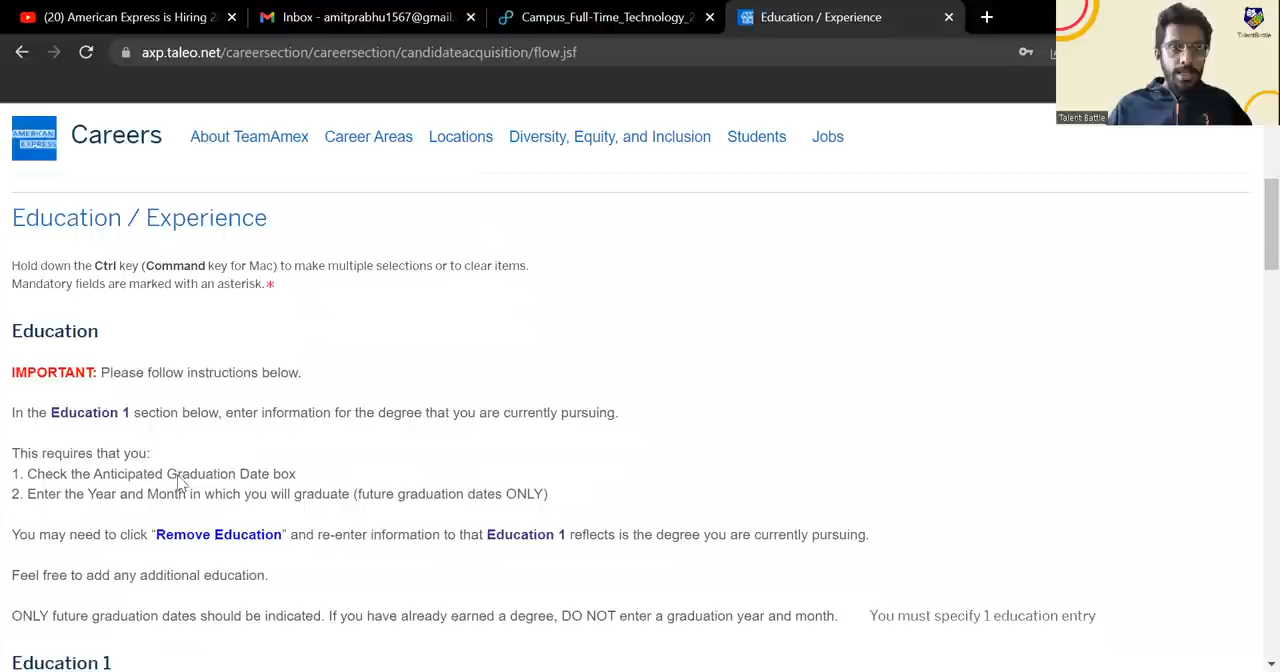 (20) American Express is Hiring 2
Inbox - amitprabhu1567@gmail.
Campus_Full-Time_Technology_2
Education / Experience
axp.taleo.net/careersection/careersection/candidateacquisition/flow.jsf
TalentBattle
Talent Battle
AMERICAN
EXPRESS
Careers
About TeamAmex
Career Areas
Locations
Diversity, Equity, and Inclusion
Students
Jobs
Education / Experience
Hold down the Ctrl key (Command key for Mac) to make multiple selections or to clear items.
Mandatory fields are marked with an asterisk.*
Education
IMPORTANT: Please follow instructions below.
In the Education 1 section below, enter information for the degree that you are currently pursuing.
This requires that you:
1. Check the Anticipated Graduation Date box
2. Enter the Year and Month in which you will graduate (future graduation dates ONLY)
You may need to click “Remove Education” and re-enter information to that Education 1 reflects is the degree you are currently pursuing.
Feel free to add any additional education.
ONLY future graduation dates should be indicated. If you have already earned a degree, DO NOT enter a graduation year and month.
You must specify 1 education entry
Education 1